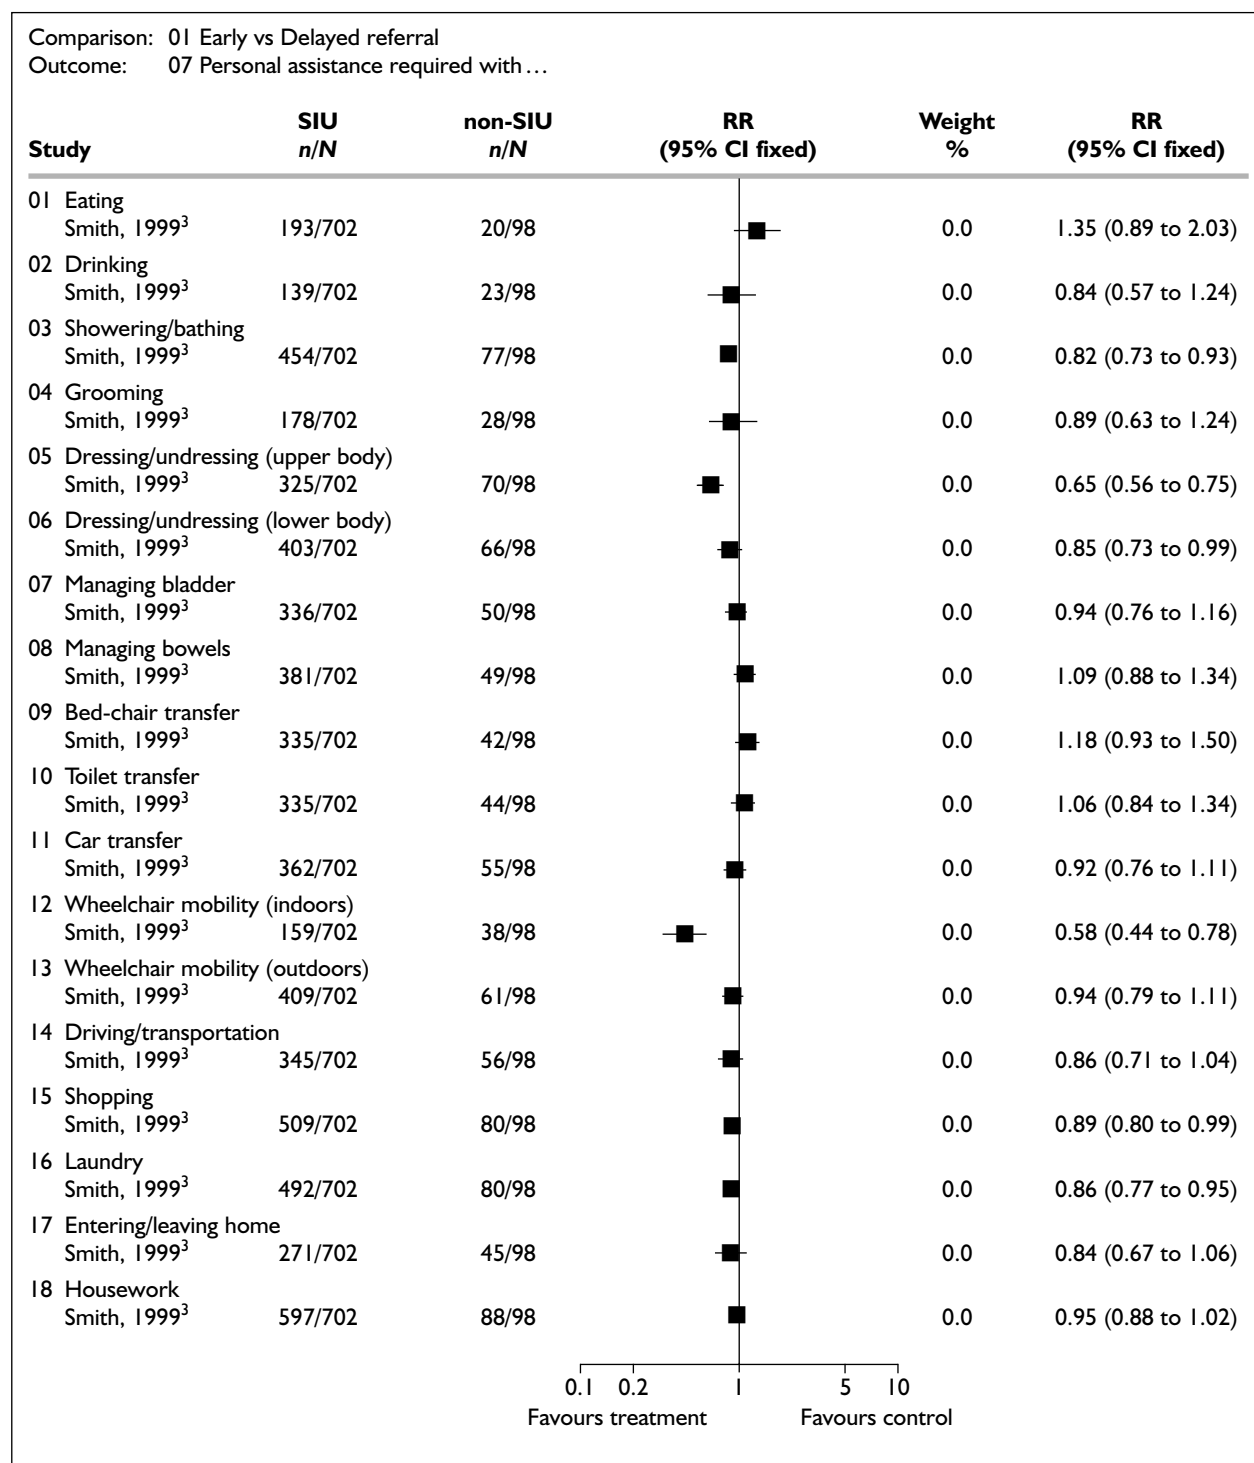 Comparison: 01 Early vs Delayed referral
Outcome: 07 Personal assistance required with…
SIU non-SIU RR Weight RR
Study n/N n/N (95% CI fixed) % (95% CI fixed)
01 Eating
Smith, 1999³ 193/702 20/98 0.0 1.35 (0.89 to 2.03)
02 Drinking
Smith, 1999³ 139/702 23/98 0.0 0.84 (0.57 to 1.24)
03 Showering/bathing
Smith, 1999³ 454/702 77/98 0.0 0.82 (0.73 to 0.93)
04 Grooming
Smith, 1999³ 178/702 28/98 0.0 0.89 (0.63 to 1.24)
05 Dressing/undressing (upper body)
Smith, 1999³ 325/702 70/98 0.0 0.65 (0.56 to 0.75)
06 Dressing/undressing (lower body)
Smith, 1999³ 403/702 66/98 0.0 0.85 (0.73 to 0.99)
07 Managing bladder
Smith, 1999³ 336/702 50/98 0.0 0.94 (0.76 to 1.16)
08 Managing bowels
Smith, 1999³ 381/702 49/98 0.0 1.09 (0.88 to 1.34)
09 Bed-chair transfer
Smith, 1999³ 335/702 42/98 0.0 1.18 (0.93 to 1.50)
10 Toilet transfer
Smith, 1999³ 335/702 44/98 0.0 1.06 (0.84 to 1.34)
11 Car transfer
Smith, 1999³ 362/702 55/98 0.0 0.92 (0.76 to 1.11)
12 Wheelchair mobility (indoors)
Smith, 1999³ 159/702 38/98 0.0 0.58 (0.44 to 0.78)
13 Wheelchair mobility (outdoors)
Smith, 1999³ 409/702 61/98 0.0 0.94 (0.79 to 1.11)
14 Driving/transportation
Smith, 1999³ 345/702 56/98 0.0 0.86 (0.71 to 1.04)
15 Shopping
Smith, 1999³ 509/702 80/98 0.0 0.89 (0.80 to 0.99)
16 Laundry
Smith, 1999³ 492/702 80/98 0.0 0.86 (0.77 to 0.95)
17 Entering/leaving home
Smith, 1999³ 271/702 45/98 0.0 0.84 (0.67 to 1.06)
18 Housework
Smith, 1999³ 597/702 88/98 0.0 0.95 (0.88 to 1.02)
0.1 0.2 1 5 10
Favours treatment Favours control